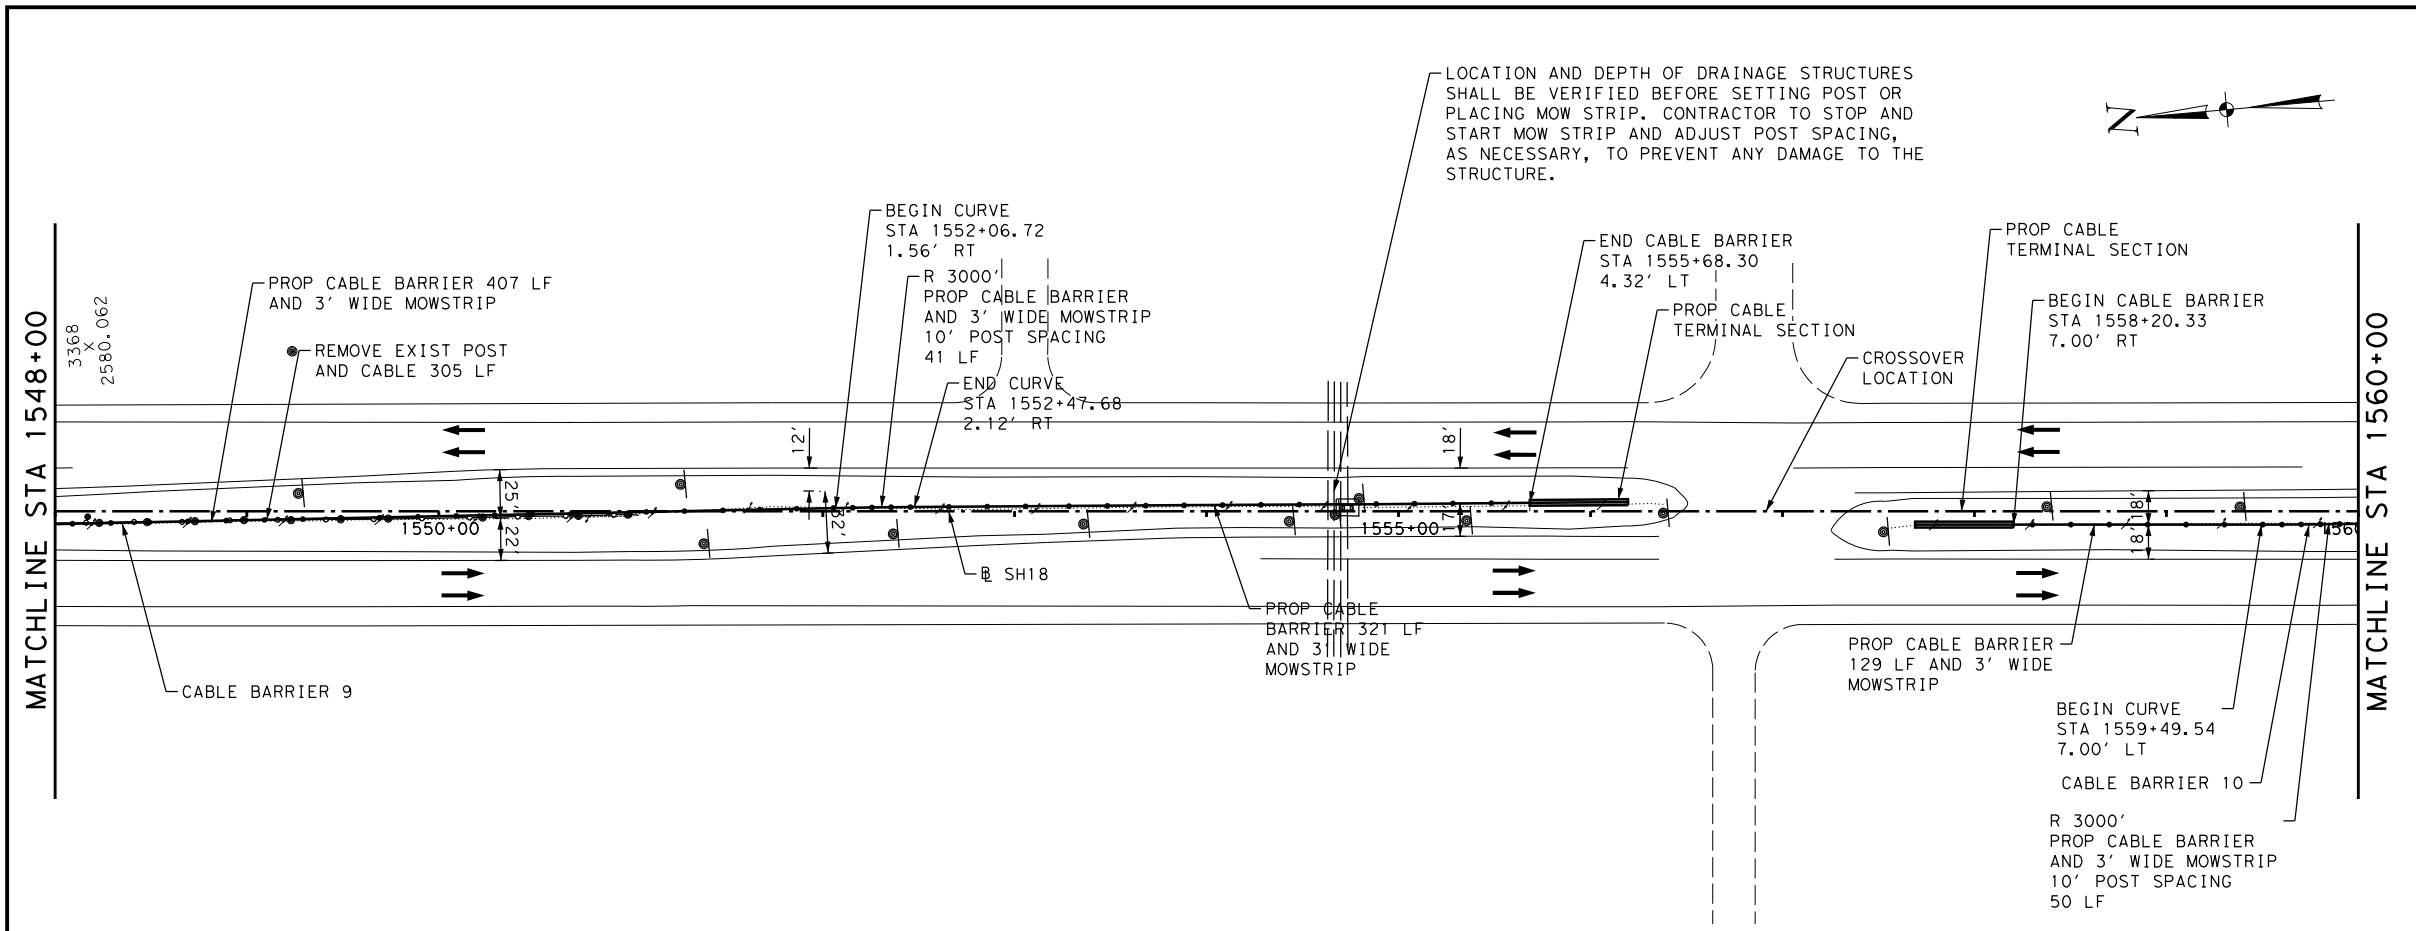 LOCATION AND DEPTH OF DRAINAGE STRUCTURES
SHALL BE VERIFIED BEFORE SETTING POST OR
PLACING MOW STRIP. CONTRACTOR TO STOP AND
START MOW STRIP AND ADJUST POST SPACING,
AS NECESSARY, TO PREVENT ANY DAMAGE TO THE
STRUCTURE.
N
BEGIN CURVE
STA 1552+06.72
1.56' RT
R 3000'
PROP CABLE BARRIER
AND 3' WIDE MOWSTRIP
10' POST SPACING
41 LF
END CURVE
STA 1552+47.68
2.12' RT
END CABLE BARRIER
STA 1555+68.30
4.32' LT
PROP CABLE
TERMINAL SECTION
PROP CABLE
TERMINAL SECTION
BEGIN CABLE BARRIER
STA 1558+20.33
7.00' RT
CROSSOVER
LOCATION
PROP CABLE BARRIER 407 LF
AND 3' WIDE MOWSTRIP
REMOVE EXIST POST
AND CABLE 305 LF
3368
X
2580.062
MATCHLINE STA 1548+00
MATCHLINE STA 1560+00
12'
18'
25'
22'
32'
17'
18'
18'
1550+00
1555+00
1560
BL SH18
CABLE BARRIER 9
PROP CABLE
BARRIER 321 LF
AND 3' WIDE
MOWSTRIP
PROP CABLE BARRIER
129 LF AND 3' WIDE
MOWSTRIP
BEGIN CURVE
STA 1559+49.54
7.00' LT
CABLE BARRIER 10
R 3000'
PROP CABLE BARRIER
AND 3' WIDE MOWSTRIP
10' POST SPACING
50 LF